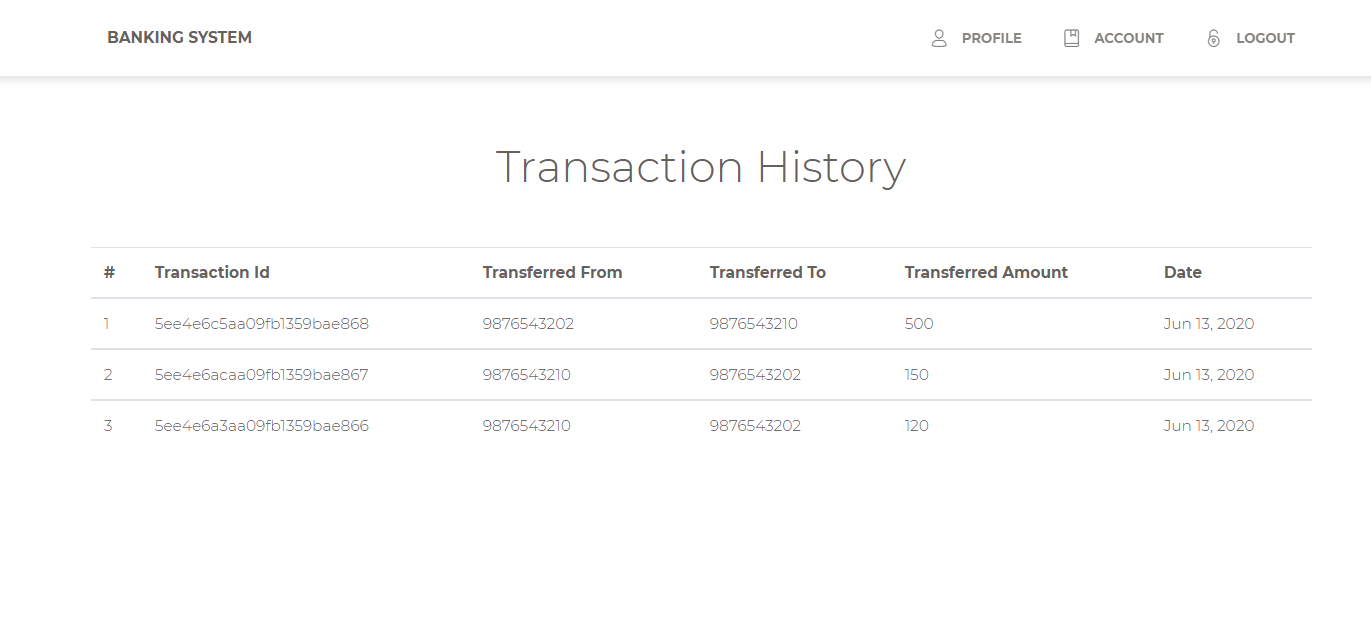 BANKING SYSTEM PROFILE ACCOUNT LOGOUT
Transaction History
# Transaction Id Transferred From Transferred To Transferred Amount Date
1 5ee4e6c5aa09fb1359bae868 9876543202 9876543210 500 Jun 13, 2020
2 5ee4e6acaa09fb1359bae867 9876543210 9876543202 150 Jun 13, 2020
3 5ee4e6a3aa09fb1359bae866 9876543210 9876543202 120 Jun 13, 2020